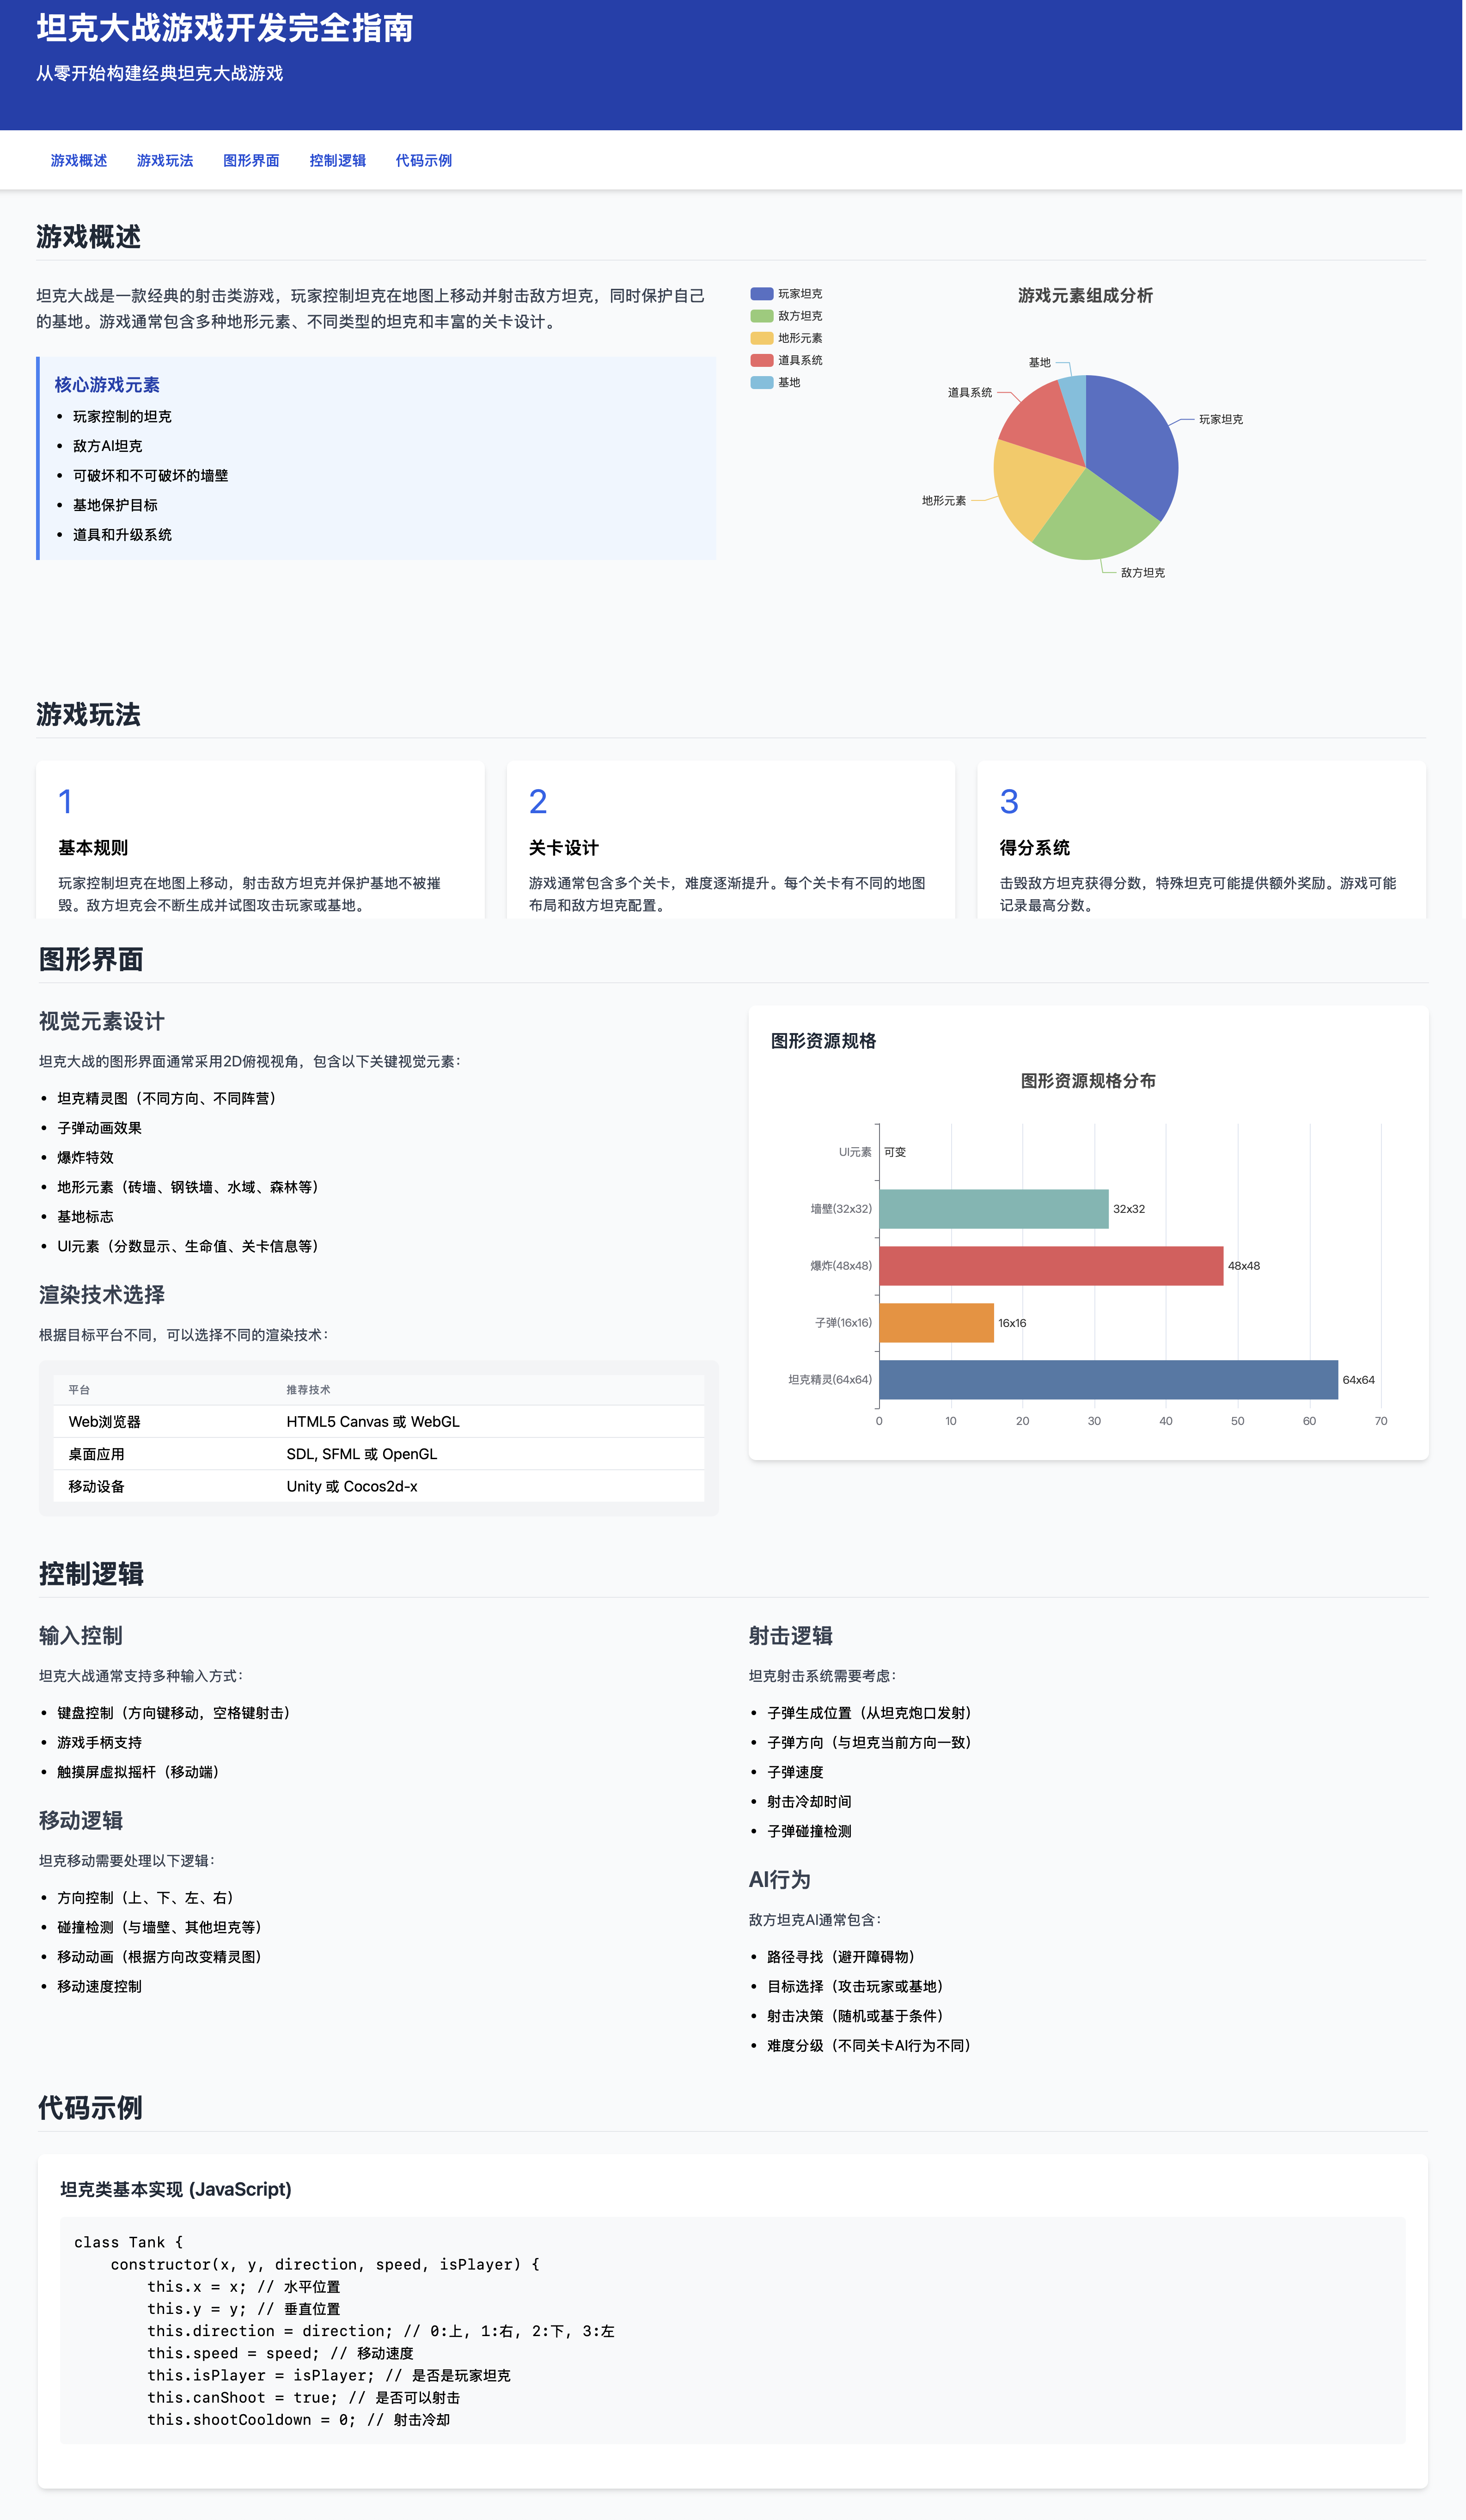 坦克大战游戏开发完全指南
从零开始构建经典坦克大战游戏
游戏概述 游戏玩法 图形界面 控制逻辑 代码示例
游戏概述
坦克大战是一款经典的射击类游戏，玩家控制坦克在地图上移动并射击敌方坦克，同时保护自己
的基地。游戏通常包含多种地形元素、不同类型的坦克和丰富的关卡设计。
核心游戏元素
• 玩家控制的坦克
• 敌方AI坦克
• 可破坏和不可破坏的墙壁
• 基地保护目标
• 道具和升级系统
游戏元素组成分析
玩家坦克
敌方坦克
地形元素
道具系统
基地
基地
道具系统
玩家坦克
地形元素
敌方坦克
游戏玩法
1
基本规则
玩家控制坦克在地图上移动，射击敌方坦克并保护基地不被摧
毁。敌方坦克会不断生成并试图攻击玩家或基地。
2
关卡设计
游戏通常包含多个关卡，难度逐渐提升。每个关卡有不同的地图
布局和敌方坦克配置。
3
得分系统
击毁敌方坦克获得分数，特殊坦克可能提供额外奖励。游戏可能
记录最高分数。
图形界面
视觉元素设计
坦克大战的图形界面通常采用2D俯视视角，包含以下关键视觉元素：
• 坦克精灵图（不同方向、不同阵营）
• 子弹动画效果
• 爆炸特效
• 地形元素（砖墙、钢铁墙、水域、森林等）
• 基地标志
• UI元素（分数显示、生命值、关卡信息等）
渲染技术选择
根据目标平台不同，可以选择不同的渲染技术：
平台 推荐技术
Web浏览器 HTML5 Canvas 或 WebGL
桌面应用 SDL, SFML 或 OpenGL
移动设备 Unity 或 Cocos2d-x
图形资源规格
图形资源规格分布
UI元素 可变
墙壁(32x32) 32x32
爆炸(48x48) 48x48
子弹(16x16) 16x16
坦克精灵(64x64) 64x64
0 10 20 30 40 50 60 70
控制逻辑
输入控制
坦克大战通常支持多种输入方式：
• 键盘控制（方向键移动，空格键射击）
• 游戏手柄支持
• 触摸屏虚拟摇杆（移动端）
移动逻辑
坦克移动需要处理以下逻辑：
• 方向控制（上、下、左、右）
• 碰撞检测（与墙壁、其他坦克等）
• 移动动画（根据方向改变精灵图）
• 移动速度控制
射击逻辑
坦克射击系统需要考虑：
• 子弹生成位置（从坦克炮口发射）
• 子弹方向（与坦克当前方向一致）
• 子弹速度
• 射击冷却时间
• 子弹碰撞检测
AI行为
敌方坦克AI通常包含：
• 路径寻找（避开障碍物）
• 目标选择（攻击玩家或基地）
• 射击决策（随机或基于条件）
• 难度分级（不同关卡AI行为不同）
代码示例
坦克类基本实现 (JavaScript)
class Tank {
    constructor(x, y, direction, speed, isPlayer) {
        this.x = x; // 水平位置
        this.y = y; // 垂直位置
        this.direction = direction; // 0:上, 1:右, 2:下, 3:左
        this.speed = speed; // 移动速度
        this.isPlayer = isPlayer; // 是否是玩家坦克
        this.canShoot = true; // 是否可以射击
        this.shootCooldown = 0; // 射击冷却